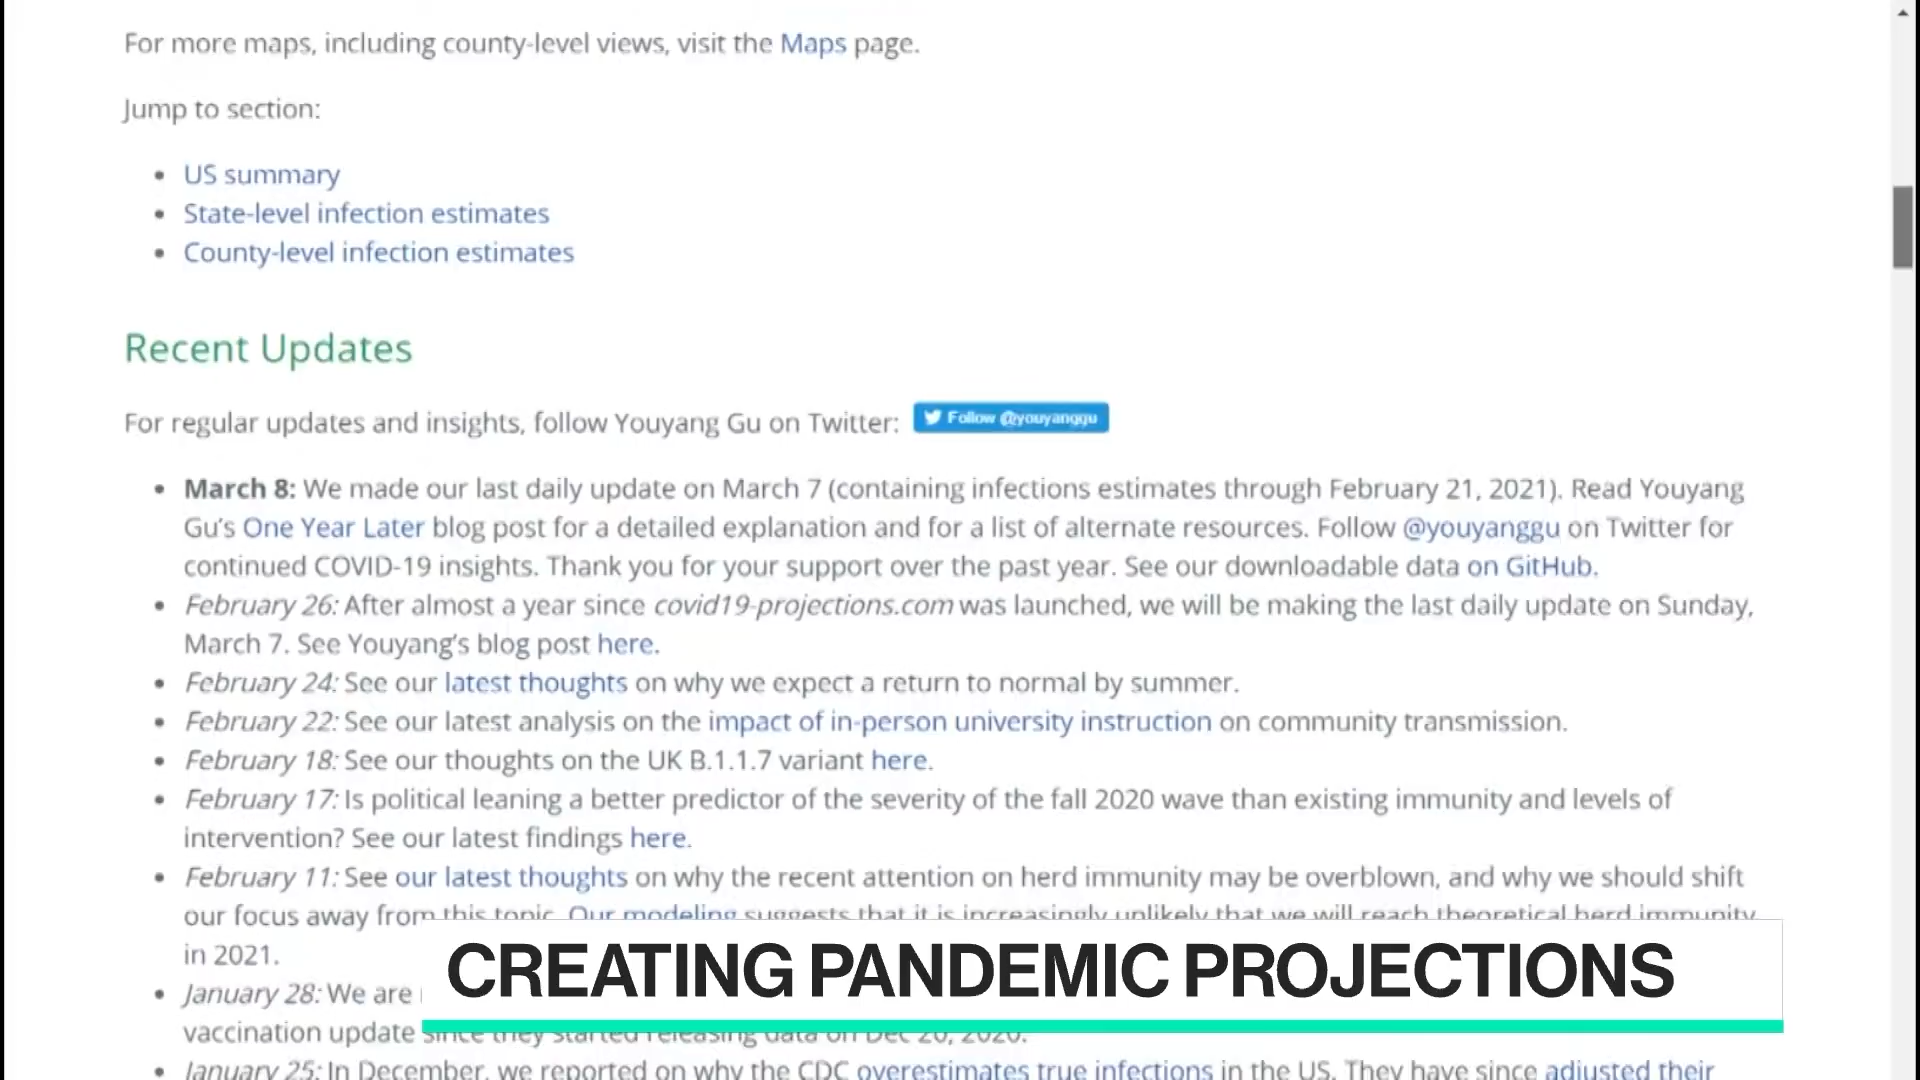 For more maps, including county-level views, visit the Maps page.
Jump to section:
• US summary
• State-level infection estimates
• County-level infection estimates
Recent Updates
For regular updates and insights, follow Youyang Gu on Twitter: Follow @youyanggu
• March 8: We made our last daily update on March 7 (containing infections estimates through February 21, 2021). Read Youyang
Gu's One Year Later blog post for a detailed explanation and for a list of alternate resources. Follow @youyanggu on Twitter for
continued COVID-19 insights. Thank you for your support over the past year. See our downloadable data on GitHub.
• February 26: After almost a year since covid19-projections.com was launched, we will be making the last daily update on Sunday,
March 7. See Youyang's blog post here.
• February 24: See our latest thoughts on why we expect a return to normal by summer.
• February 22: See our latest analysis on the impact of in-person university instruction on community transmission.
• February 18: See our thoughts on the UK B.1.1.7 variant here.
• February 17: Is political leaning a better predictor of the severity of the fall 2020 wave than existing immunity and levels of
intervention? See our latest findings here.
• February 11: See our latest thoughts on why the recent attention on herd immunity may be overblown, and why we should shift
our focus away from this topic. Our modeling suggests that it is increasingly unlikely that we will reach theoretical herd immunity
in 2021.
CREATING PANDEMIC PROJECTIONS
• January 28: We are
vaccination update since they started releasing data on Dec 20, 2020.
• January 25: In December, we reported on why the CDC overestimates true infections in the US. They have since adjusted their